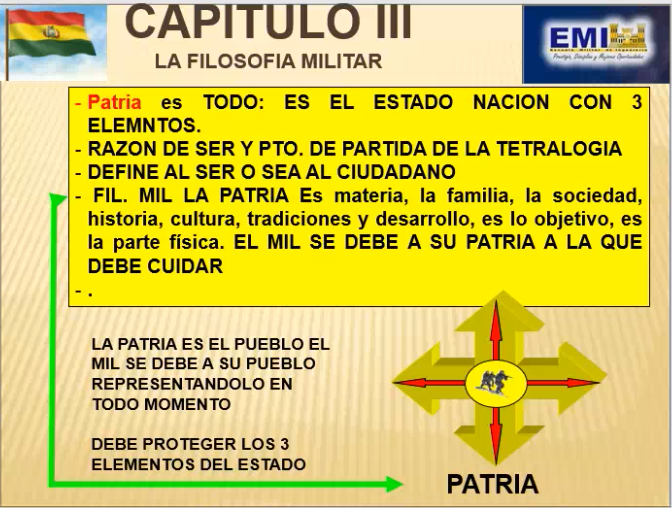 CAPITULO III
LA FILOSOFIA MILITAR
EMI
Escuela Militar de Ingeniería
Prestigio, Disciplina y Mejores Oportunidades
- Patria es TODO: ES EL ESTADO NACION CON 3
ELEMNTOS.
- RAZON DE SER Y PTO. DE PARTIDA DE LA TETRALOGIA
- DEFINE AL SER O SEA AL CIUDADANO
- FIL. MIL LA PATRIA Es materia, la familia, la sociedad,
historia, cultura, tradiciones y desarrollo, es lo objetivo, es
la parte física. EL MIL SE DEBE A SU PATRIA A LA QUE
DEBE CUIDAR
- .
LA PATRIA ES EL PUEBLO EL
MIL SE DEBE A SU PUEBLO
REPRESENTANDOLO EN
TODO MOMENTO
DEBE PROTEGER LOS 3
ELEMENTOS DEL ESTADO
PATRIA